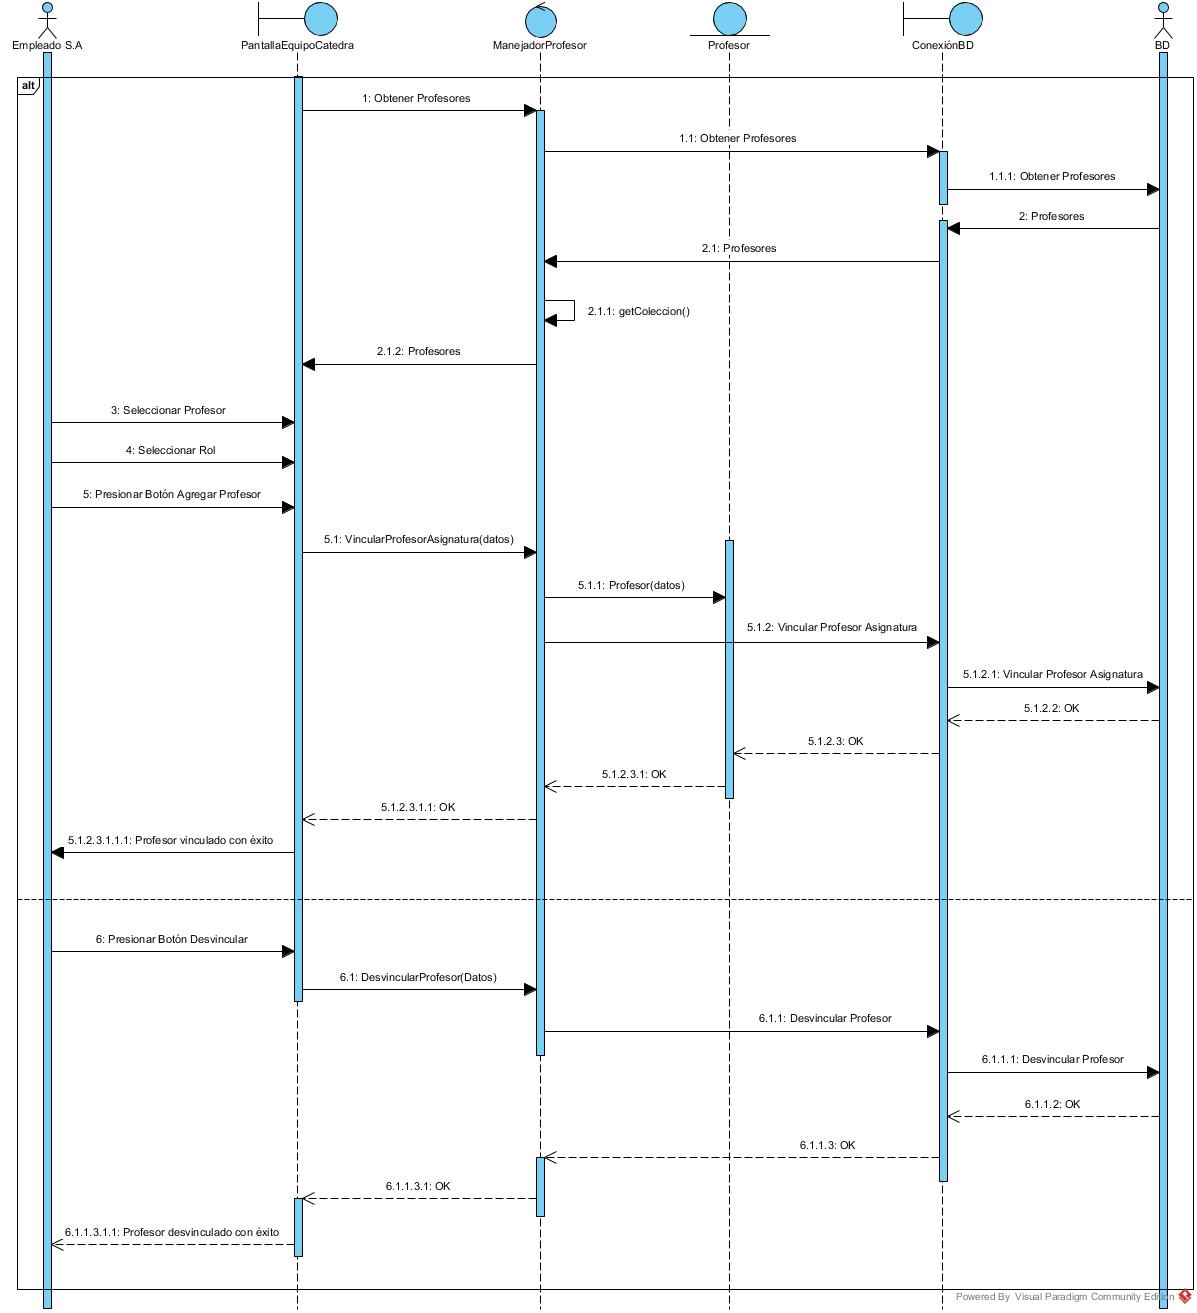 Empleado S.A
PantallaEquipoCatedra
ManejadorProfesor
Profesor
ConexiónBD
BD
alt
1: Obtener Profesores
1.1: Obtener Profesores
1.1.1: Obtener Profesores
2: Profesores
2.1: Profesores
2.1.1: getColeccion()
2.1.2: Profesores
3: Seleccionar Profesor
4: Seleccionar Rol
5: Presionar Botón Agregar Profesor
5.1: VincularProfesorAsignatura(datos)
5.1.1: Profesor(datos)
5.1.2: Vincular Profesor Asignatura
5.1.2.1: Vincular Profesor Asignatura
5.1.2.2: OK
5.1.2.3: OK
5.1.2.3.1: OK
5.1.2.3.1.1: OK
5.1.2.3.1.1.1: Profesor vinculado con éxito
6: Presionar Botón Desvincular
6.1: DesvincularProfesor(Datos)
6.1.1: Desvincular Profesor
6.1.1.1: Desvincular Profesor
6.1.1.2: OK
6.1.1.3: OK
6.1.1.3.1: OK
6.1.1.3.1.1: Profesor desvinculado con éxito
Powered By Visual Paradigm Community Edition